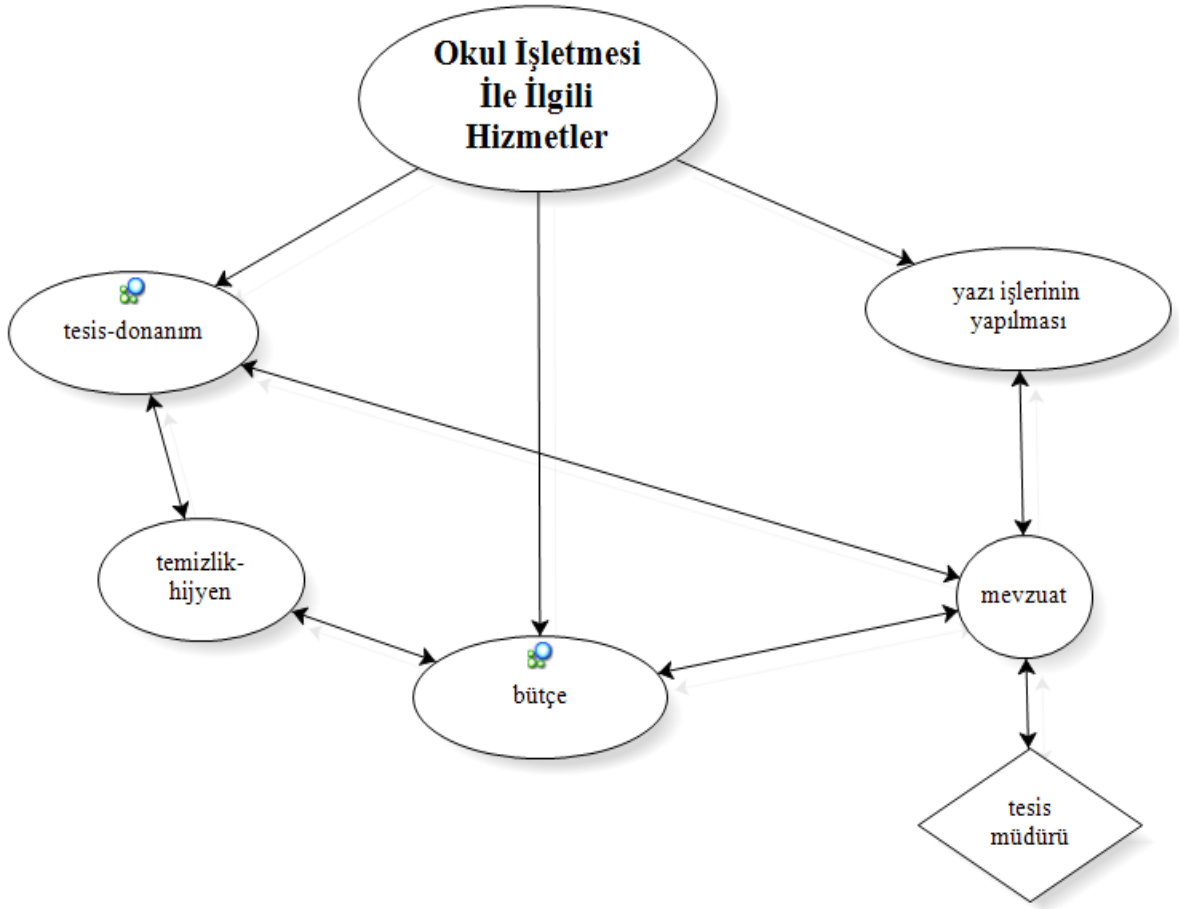 Okul İşletmesi
İle İlgili
Hizmetler
yazı işlerinin
yapılması
tesis-donanım
temizlik-
hijyen
mevzuat
bütçe
tesis
müdürü